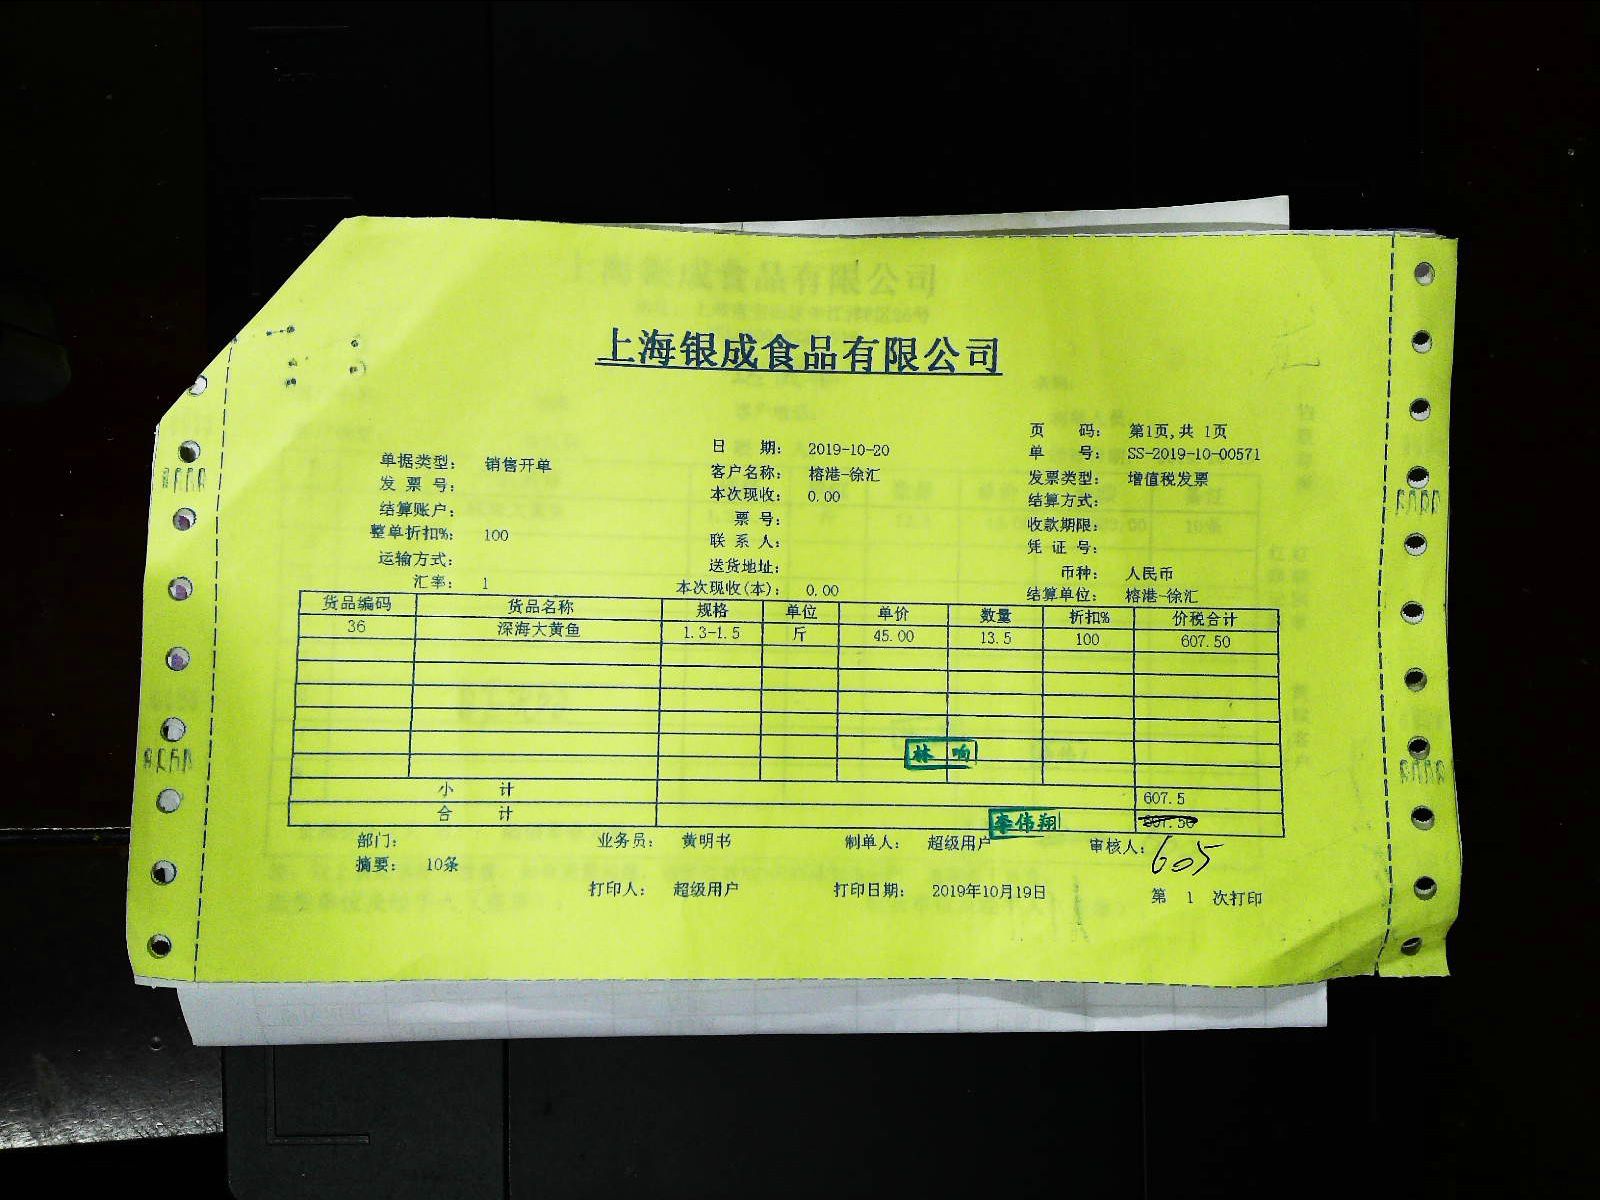 上海银成食品有限公司
页 码： 第1页,共 1页
单据类型： 销售开单 日 期： 2019-10-20 单 号： SS-2019-10-00571
发 票 号： 客户名称： 榕港-徐汇 发票类型： 增值税发票
结算账户： 本次现收： 0.00 结算方式：
整单折扣%： 100 票 号： 收款期限：
运输方式： 联 系 人： 凭 证 号：
送货地址： 币种： 人民币
汇率： 1 本次现收(本)： 0.00 结算单位： 榕港-徐汇
货品编码 货品名称 规格 单位 单价 数量 折扣% 价税合计
36 深海大黄鱼 1.3-1.5 斤 45.00 13.5 100 607.50
林 响
小 计 607.5
合 计 607.50
李伟翔
部门： 业务员： 黄明书 制单人： 超级用户 审核人： 605
摘要： 10条
打印人： 超级用户 打印日期： 2019年10月19日 第 1 次打印